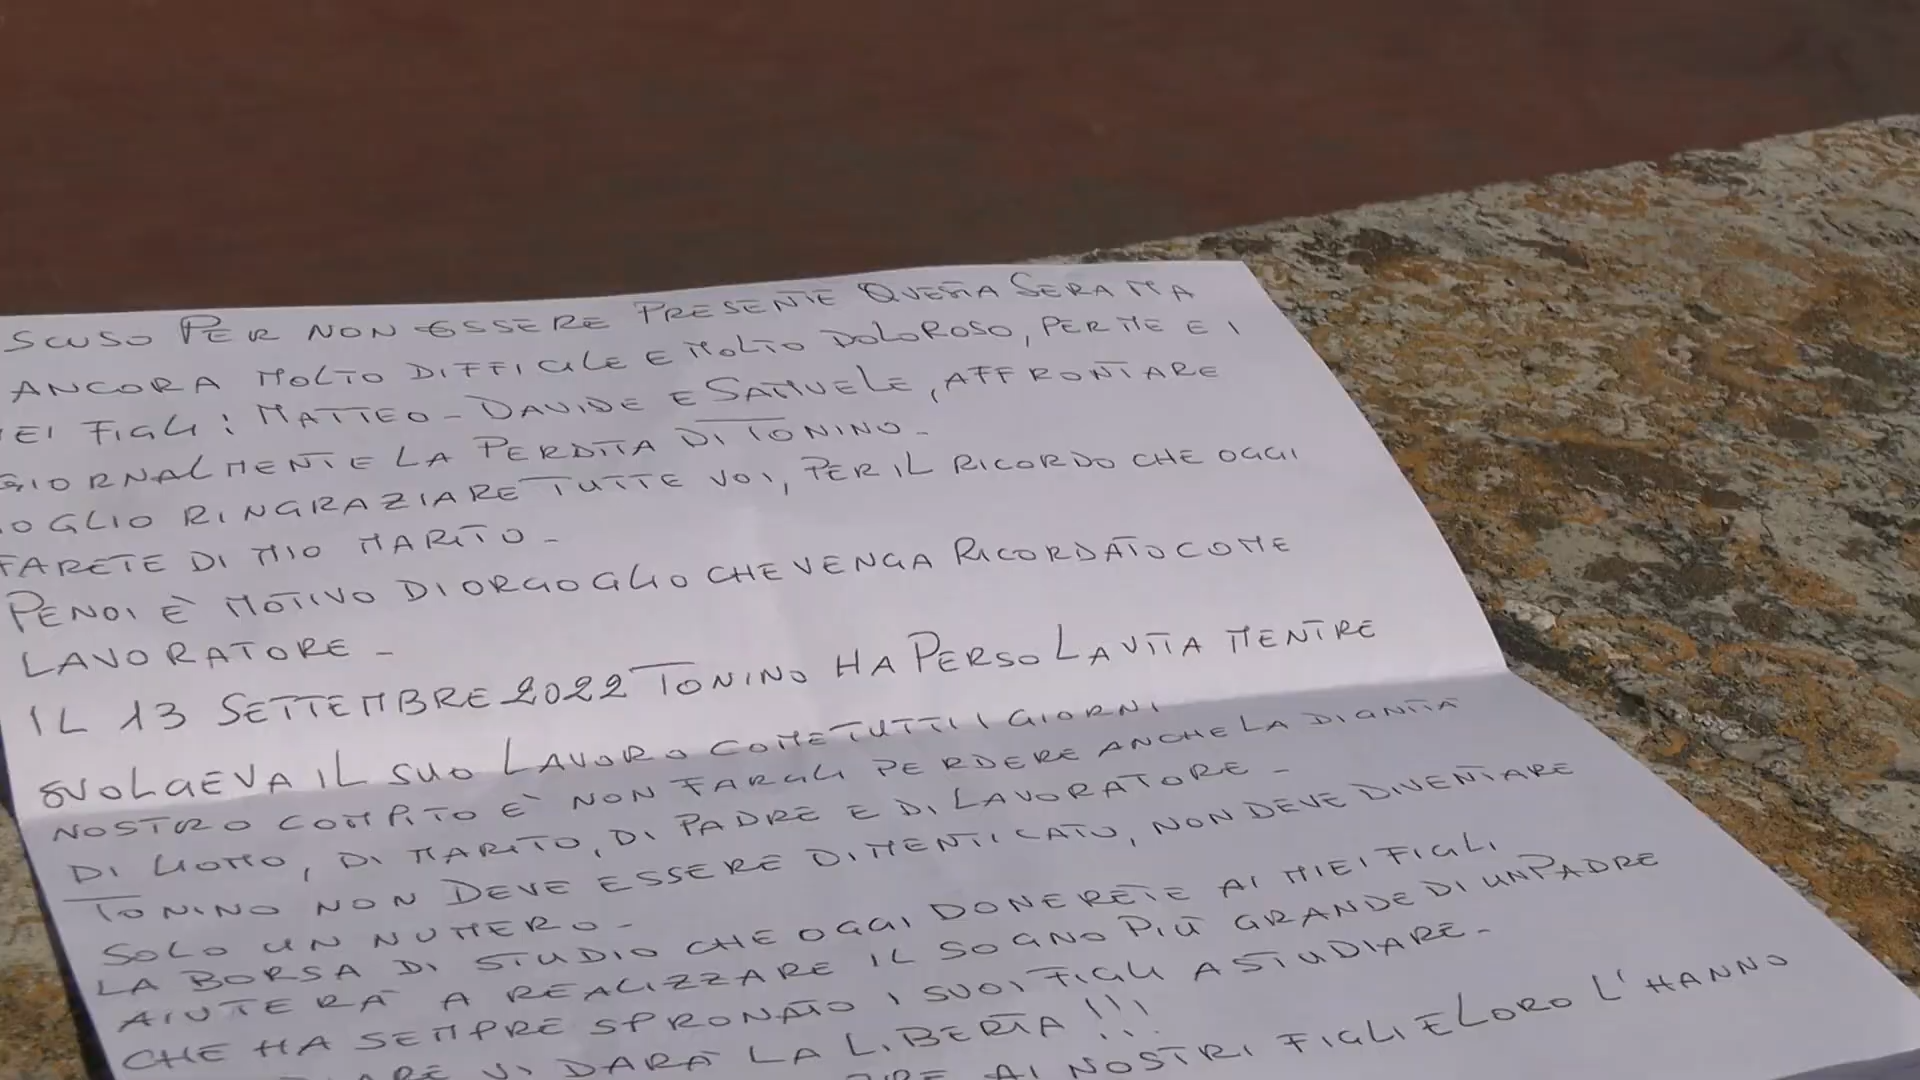 SCUSO PER NON ESSERE PRESENTE QUESTA SERA MA
ANCORA MOLTO DIFFICILE E MOLTO DOLOROSO, PER ME E I
EI FIGLI: MATTEO - DAVIDE E SAMUELE, AFFRONTARE
GIORNALMENTE LA PERDITA DI TONINO -
OGLIO RINGRAZIARE TUTTE VOI, PER IL RICORDO CHE OGGI
FARETE DI MIO MARITO -
PE NOI È MOTIVO DI ORGOGLIO CHE VENGA RICORDATO COME
LAVORATORE -
IL 13 SETTEMBRE 2022 TONINO HA PERSO LA VITA MENTRE
SVOLGEVA IL SUO LAVORO COME TUTTI I GIORNI
NOSTRO COMPITO È NON FARGLI PERDERE ANCHE LA DIGNITÀ
DI UOMO, DI MARITO, DI PADRE E DI LAVORATORE -
TONINO NON DEVE ESSERE DIMENTICATO, NON DEVE DIVENTARE
SOLO UN NUMERO -
LA BORSA DI STUDIO CHE OGGI DONERETE AI MIEI FIGLI
AIUTERÀ A REALIZZARE IL SOGNO PIÙ GRANDE DI UN PADRE
CHE HA SEMPRE SPRONATO I SUOI FIGLI A STUDIARE -
VI DARÀ LA LIBERTÀ!!!
AI NOSTRI FIGLI E LORO L'HANNO